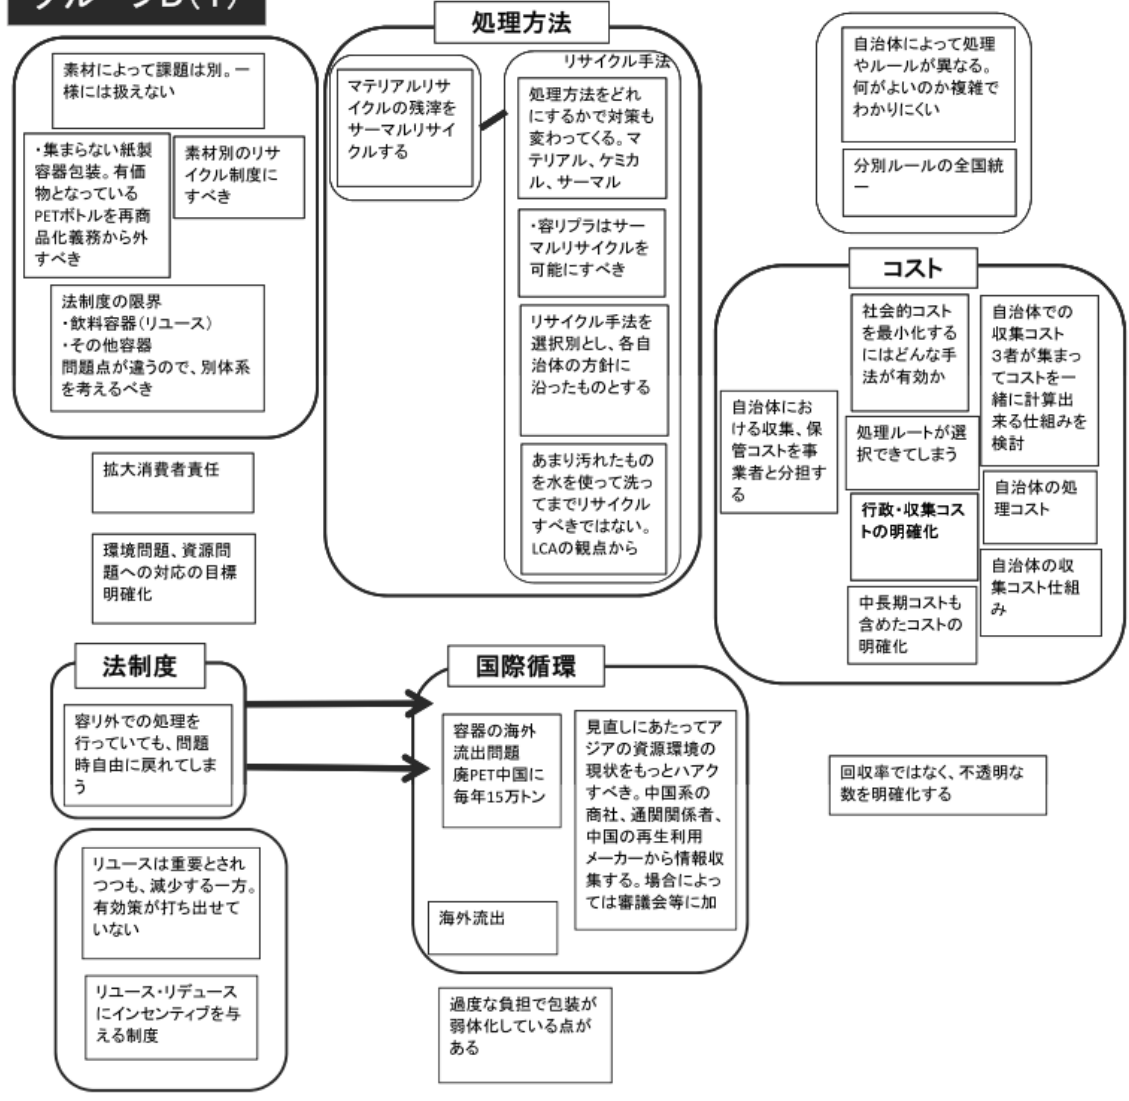 グループD(1)
素材によって課題は別。一
様には扱えない
・集まらない紙製
容器包装。有価
物となっている
PETボトルを再商
品化義務から外
すべき
素材別のリサ
イクル制度に
すべき
法制度の限界
・飲料容器（リユース）
・その他容器
問題点が違うので、別体系
を考えるべき
拡大消費者責任
環境問題、資源問
題への対応の目標
明確化
処理方法
マテリアルリサ
イクルの残滓を
サーマルリサイ
クルする
リサイクル手法
処理方法をどれ
にするかで対策も
変わってくる。マ
テリアル、ケミカ
ル、サーマル
・容リプラはサー
マルリサイクルを
可能にすべき
リサイクル手法を
選択別とし、各自
治体の方針に
沿ったものとする
あまり汚れたもの
を水を使って洗っ
てまでリサイクル
すべきではない。
LCAの観点から
自治体によって処理
やルールが異なる。
何がよいのか複雑で
わかりにくい
分別ルールの全国統
一
コスト
社会的コスト
を最小化する
にはどんな手
法が有効か
自治体での
収集コスト
３者が集まっ
てコストを一
緒に計算出
来る仕組みを
検討
自治体にお
ける収集、保
管コストを事
業者と分担す
る
処理ルートが選
択できてしまう
行政・収集コス
トの明確化
自治体の処
理コスト
自治体の収
集コスト仕組
み
中長期コストも
含めたコストの
明確化
法制度
容リ外での処理を
行っていても、問題
時自由に戻れてしま
う
リユースは重要とされ
つつも、減少する一方。
有効策が打ち出せて
いない
リユース・リデュース
にインセンティブを与
える制度
国際循環
容器の海外
流出問題
廃PET中国に
毎年15万トン
見直しにあたってア
ジアの資源環境の
現状をもっとハアク
すべき。中国系の
商社、通関関係者、
中国の再生利用
メーカーから情報収
集する。場合によっ
ては審議会等に加
海外流出
過度な負担で包装が
弱体化している点が
ある
回収率ではなく、不透明な
数を明確化する